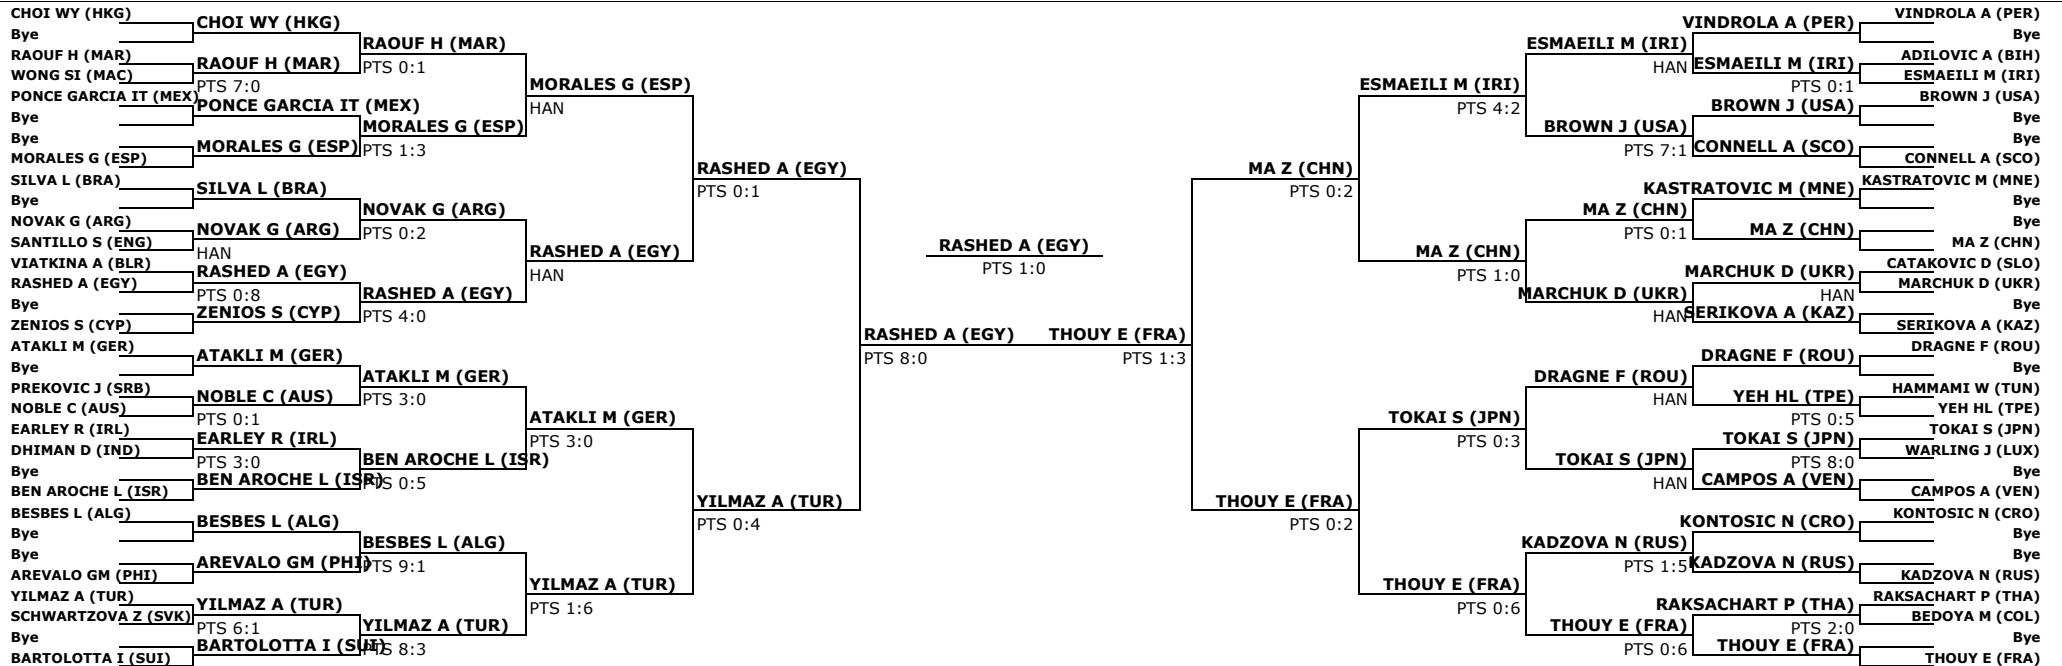 CHOI WY (HKG)
Bye
RAOUF H (MAR)
WONG SI (MAC)
PONCE GARCIA IT (MEX)
Bye
Bye
MORALES G (ESP)
SILVA L (BRA)
Bye
NOVAK G (ARG)
SANTILLO S (ENG)
VIATKINA A (BLR)
RASHED A (EGY)
Bye
ZENIOS S (CYP)
ATAKLI M (GER)
Bye
PREKOVIC J (SRB)
NOBLE C (AUS)
EARLEY R (IRL)
DHIMAN D (IND)
Bye
BEN AROCHE L (ISR)
BESBES L (ALG)
Bye
Bye
AREVALO GM (PHI)
YILMAZ A (TUR)
SCHWARTZOVA Z (SVK)
Bye
BARTOLOTTA I (SUI)
CHOI WY (HKG)
RAOUF H (MAR)
PTS 7:0
PONCE GARCIA IT (MEX)
MORALES G (ESP)
SILVA L (BRA)
NOVAK G (ARG)
HAN
RASHED A (EGY)
PTS 0:8
ZENIOS S (CYP)
ATAKLI M (GER)
NOBLE C (AUS)
PTS 0:1
EARLEY R (IRL)
PTS 3:0
BEN AROCHE L (ISR)
BESBES L (ALG)
AREVALO GM (PHI)
YILMAZ A (TUR)
PTS 6:1
BARTOLOTTA I (SUI)
RAOUF H (MAR)
PTS 0:1
MORALES G (ESP)
PTS 1:3
NOVAK G (ARG)
PTS 0:2
RASHED A (EGY)
PTS 4:0
ATAKLI M (GER)
PTS 3:0
BEN AROCHE L (ISR)
PTS 0:5
BESBES L (ALG)
PTS 9:1
YILMAZ A (TUR)
PTS 8:3
MORALES G (ESP)
HAN
RASHED A (EGY)
HAN
ATAKLI M (GER)
PTS 3:0
YILMAZ A (TUR)
PTS 1:6
RASHED A (EGY)
PTS 0:1
YILMAZ A (TUR)
PTS 0:4
RASHED A (EGY)
PTS 8:0
RASHED A (EGY)
PTS 1:0
THOUY E (FRA)
PTS 1:3
MA Z (CHN)
PTS 0:2
THOUY E (FRA)
PTS 0:2
ESMAEILI M (IRI)
PTS 4:2
MA Z (CHN)
PTS 1:0
TOKAI S (JPN)
PTS 0:3
THOUY E (FRA)
PTS 0:6
ESMAEILI M (IRI)
HAN
BROWN J (USA)
PTS 7:1
MA Z (CHN)
PTS 0:1
MARCHUK D (UKR)
HAN
DRAGNE F (ROU)
HAN
TOKAI S (JPN)
HAN
KADZOVA N (RUS)
PTS 1:5
THOUY E (FRA)
PTS 0:6
VINDROLA A (PER)
ESMAEILI M (IRI)
PTS 0:1
BROWN J (USA)
CONNELL A (SCO)
KASTRATOVIC M (MNE)
MA Z (CHN)
MARCHUK D (UKR)
HAN
SERIKOVA A (KAZ)
DRAGNE F (ROU)
YEH HL (TPE)
PTS 0:5
TOKAI S (JPN)
PTS 8:0
CAMPOS A (VEN)
KONTOSIC N (CRO)
KADZOVA N (RUS)
RAKSACHART P (THA)
PTS 2:0
THOUY E (FRA)
VINDROLA A (PER)
Bye
ADILOVIC A (BIH)
ESMAEILI M (IRI)
BROWN J (USA)
Bye
Bye
CONNELL A (SCO)
KASTRATOVIC M (MNE)
Bye
Bye
MA Z (CHN)
CATAKOVIC D (SLO)
MARCHUK D (UKR)
Bye
SERIKOVA A (KAZ)
DRAGNE F (ROU)
Bye
HAMMAMI W (TUN)
YEH HL (TPE)
TOKAI S (JPN)
WARLING J (LUX)
Bye
CAMPOS A (VEN)
KONTOSIC N (CRO)
Bye
Bye
KADZOVA N (RUS)
RAKSACHART P (THA)
BEDOYA M (COL)
Bye
THOUY E (FRA)